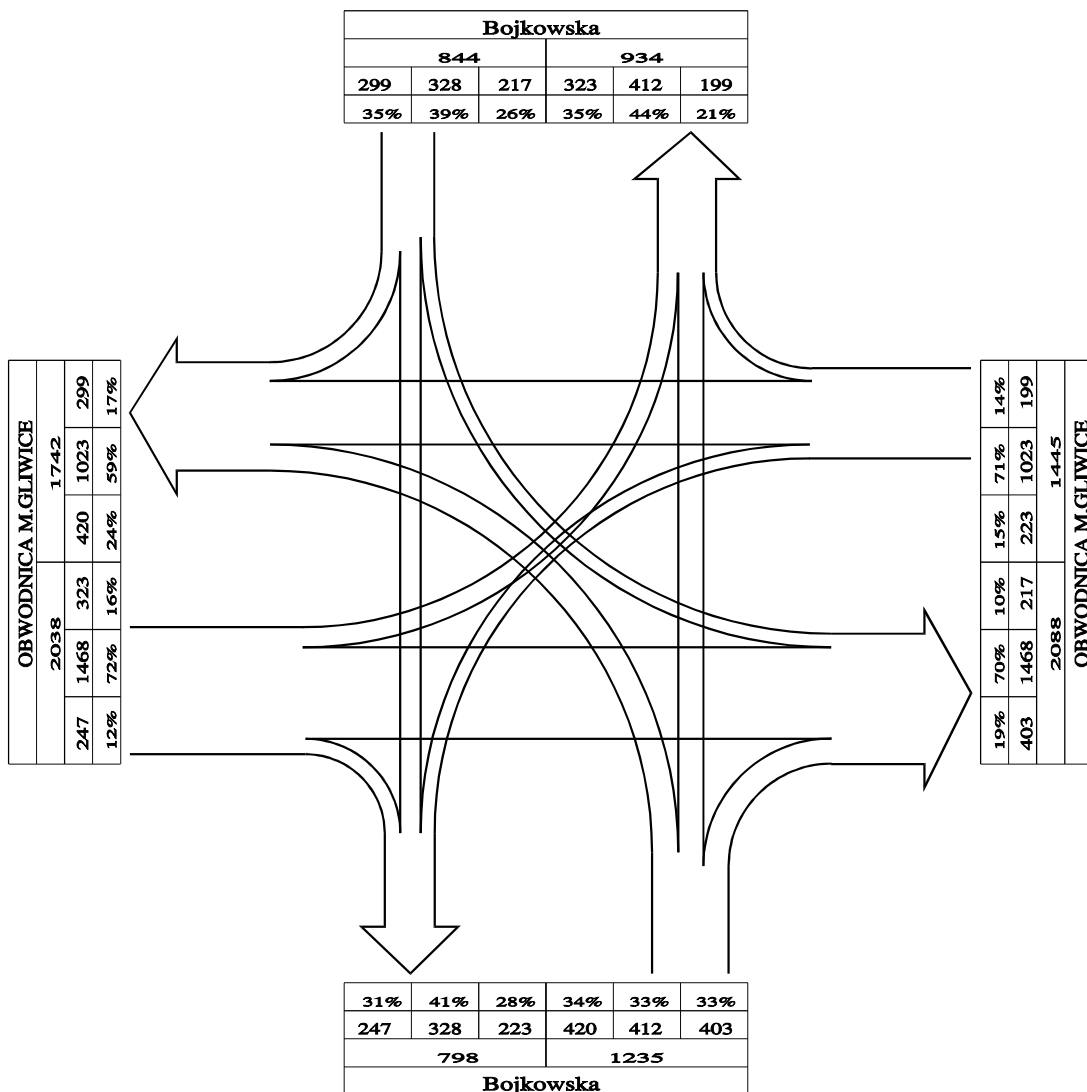 Bojkowska
844 934
299 328 217 323 412 199
35% 39% 26% 35% 44% 21%
OBWODNICA M.GLIWICE
2038 1742
247 1468 323 420 1023 299
12% 72% 16% 24% 59% 17%
19% 70% 10% 15% 71% 14%
403 1468 217 223 1023 199
2088 1445
OBWODNICA M.GLIWICE
31% 41% 28% 34% 33% 33%
247 328 223 420 412 403
798 1235
Bojkowska